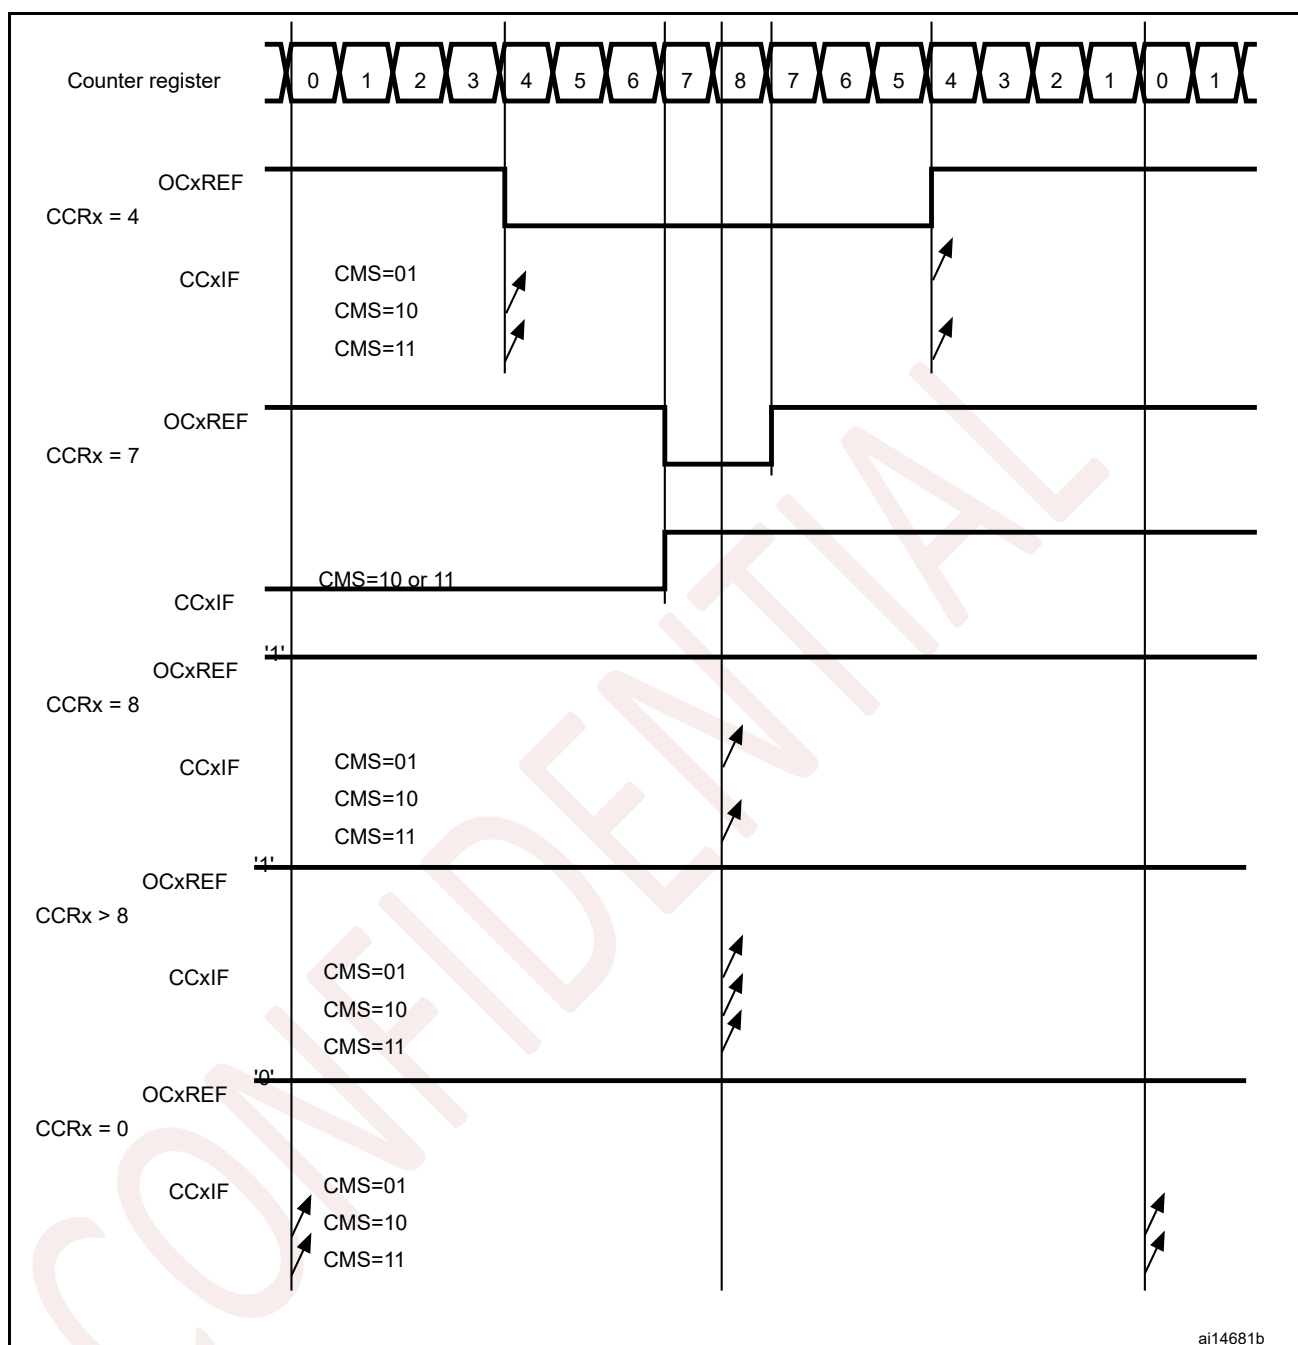 Counter register 0 1 2 3 4 5 6 7 8 7 6 5 4 3 2 1 0 1
OCxREF
CCRx = 4
CCxIF CMS=01
CMS=10
CMS=11
OCxREF
CCRx = 7
CMS=10 or 11
CCxIF
'1'
OCxREF
CCRx = 8
CCxIF CMS=01
CMS=10
CMS=11
'1'
OCxREF
CCRx > 8
CCxIF CMS=01
CMS=10
CMS=11
'0'
OCxREF
CCRx = 0
CCxIF CMS=01
CMS=10
CMS=11
ai14681b
CONFIDENTIAL